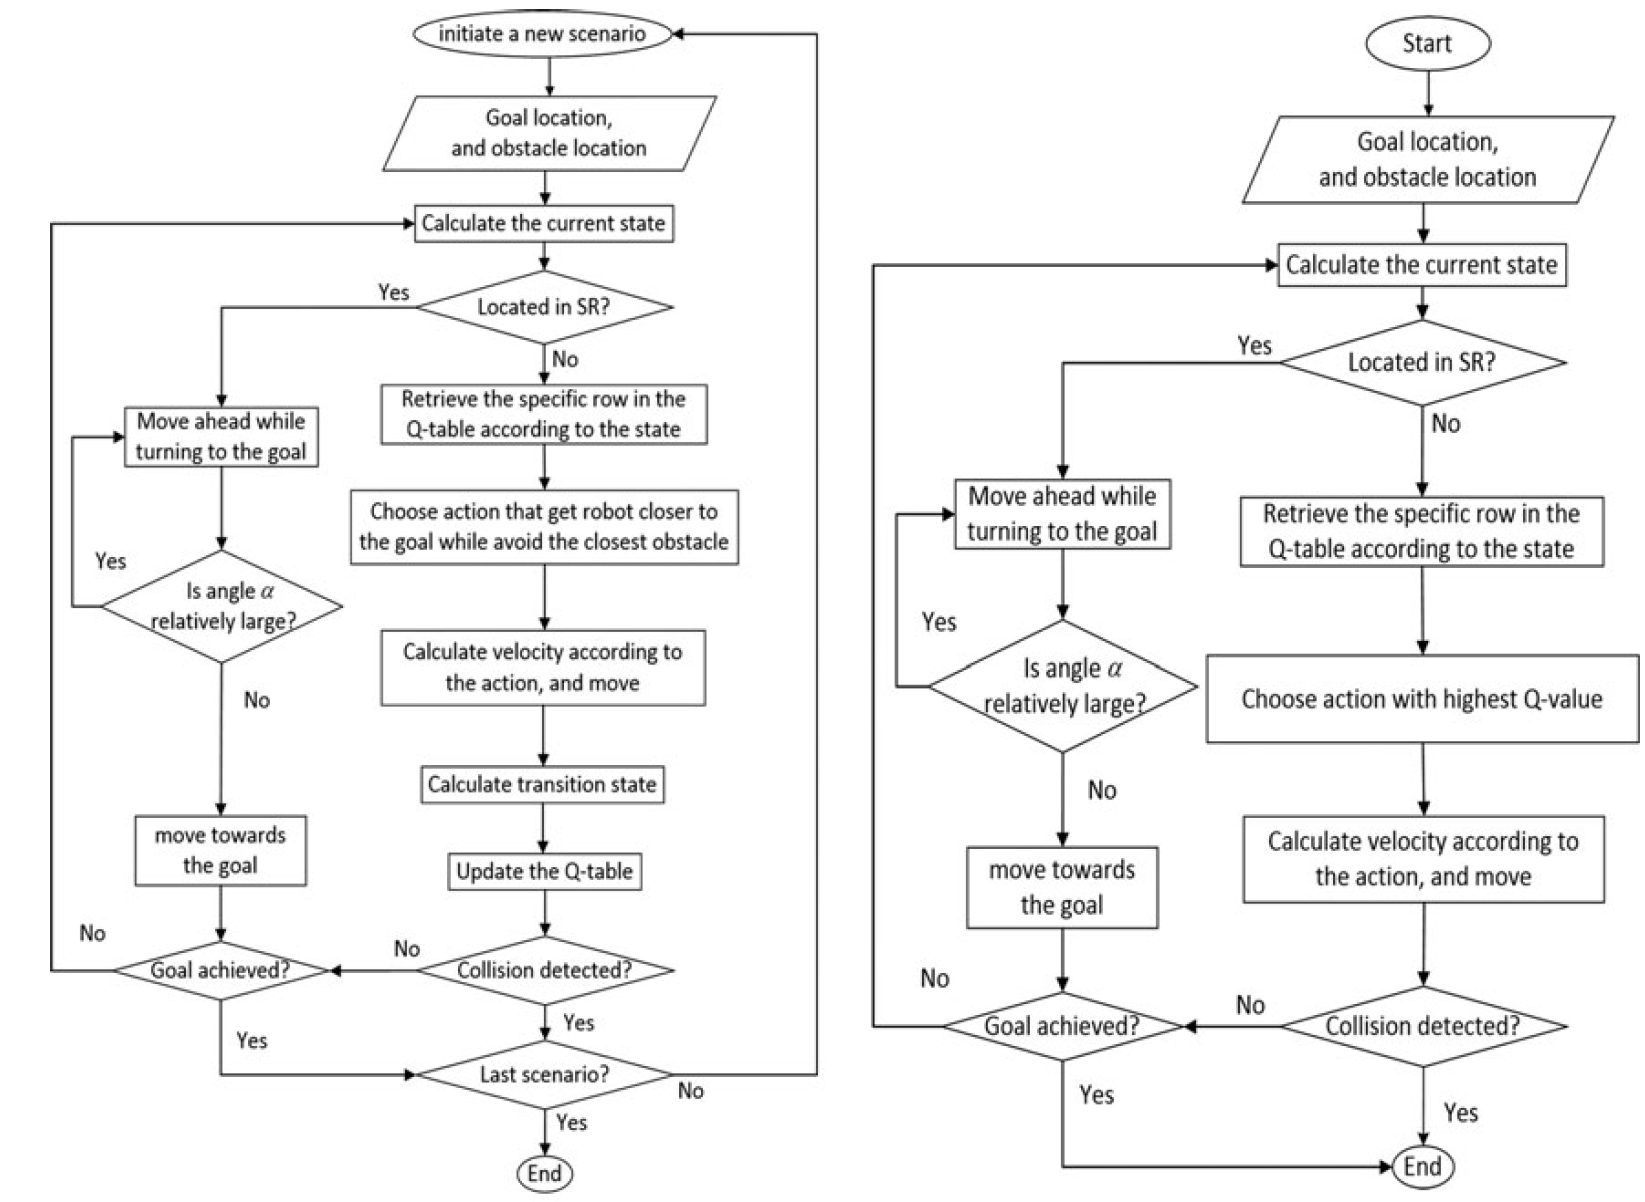 initiate a new scenario
Goal location,
and obstacle location
Calculate the current state
Located in SR?
Yes
No
Move ahead while
turning to the goal
Retrieve the specific row in the
Q-table according to the state
Choose action that get robot closer to
the goal while avoid the closest obstacle
Yes
Is angle α
relatively large?
Calculate velocity according to
the action, and move
No
Calculate transition state
move towards
the goal
Update the Q-table
No
Goal achieved?
No
Collision detected?
Yes
Yes
Last scenario?
No
Yes
End
Start
Goal location,
and obstacle location
Calculate the current state
Yes
Located in SR?
No
Move ahead while
turning to the goal
Retrieve the specific row in the
Q-table according to the state
Yes
Is angle α
relatively large?
Choose action with highest Q-value
No
Calculate velocity according to
the action, and move
move towards
the goal
No
Goal achieved?
No
Collision detected?
Yes
Yes
End